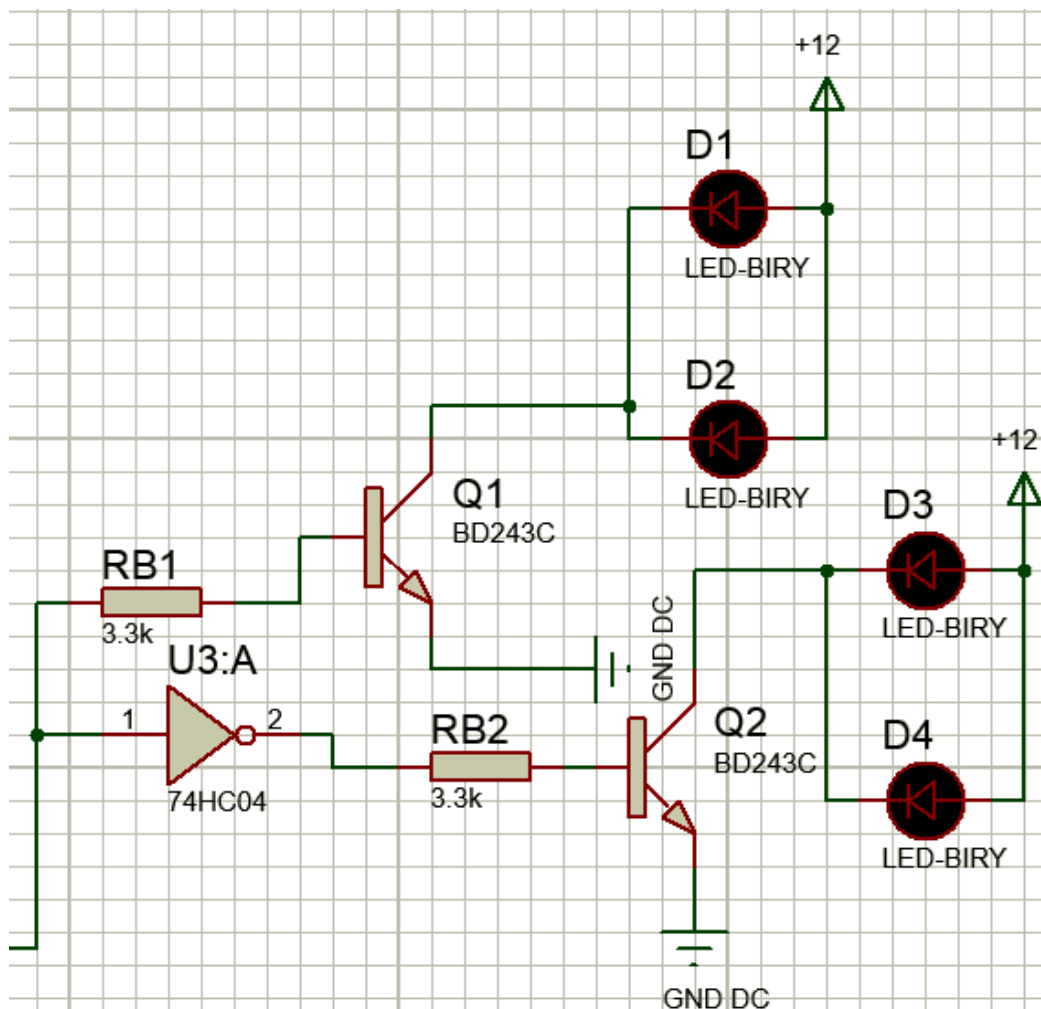 +12
D1
LED-BIRY
D2
LED-BIRY
+12
D3
LED-BIRY
Q1
BD243C
RB1
3.3k
GND DC
U3:A
1
2
74HC04
RB2
3.3k
Q2
BD243C
D4
LED-BIRY
GND DC